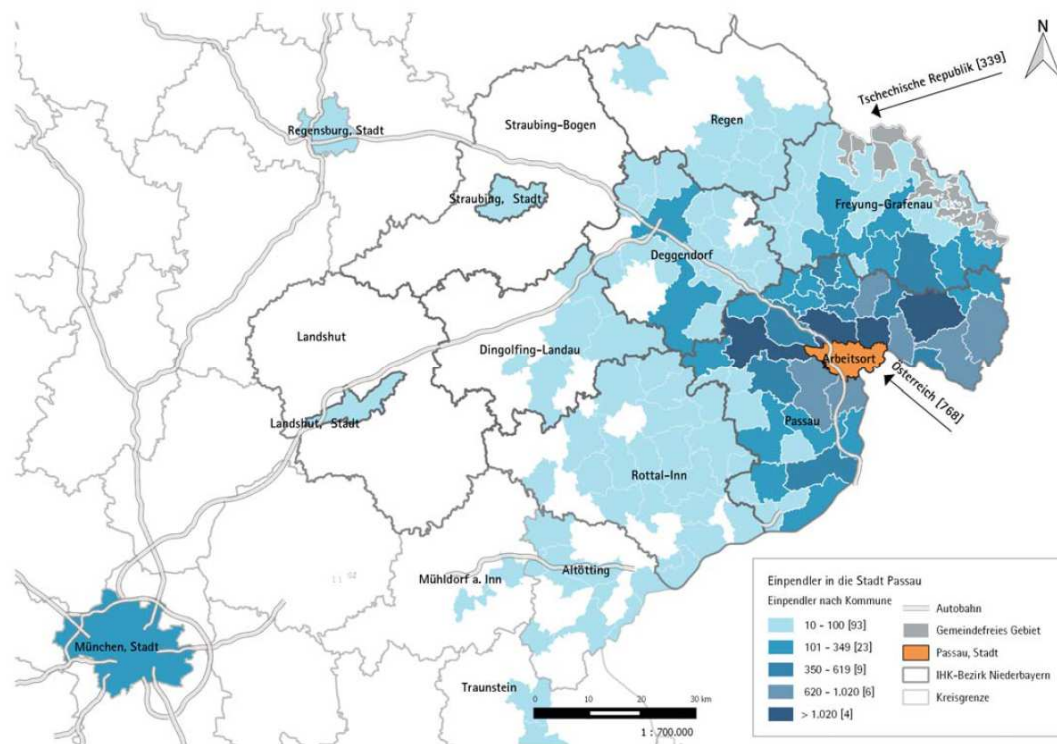 N
Tschechische Republik [339]
Regensburg, Stadt
Straubing-Bogen
Regen
Straubing, Stadt
Freyung-Grafenau
Deggendorf
Landshut
Dingolfing-Landau
Arbeitsort
Österreich [768]
Landshut, Stadt
Passau
Rottal-Inn
Mühldorf a. Inn
Altötting
München, Stadt
Traunstein
0 10 20 30 km
1 : 700.000
Einpendler in die Stadt Passau
Einpendler nach Kommune
10 - 100 [93]
101 - 349 [23]
350 - 619 [9]
620 - 1.020 [6]
> 1.020 [4]
Autobahn
Gemeindefreies Gebiet
Passau, Stadt
IHK-Bezirk Niederbayern
Kreisgrenze